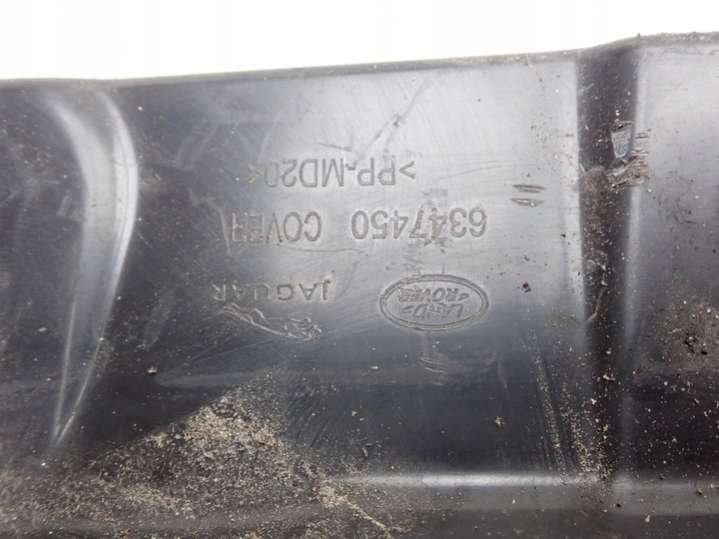 LAND ROVER
JAGUAR
6347450 COVER
>PP-MD20<